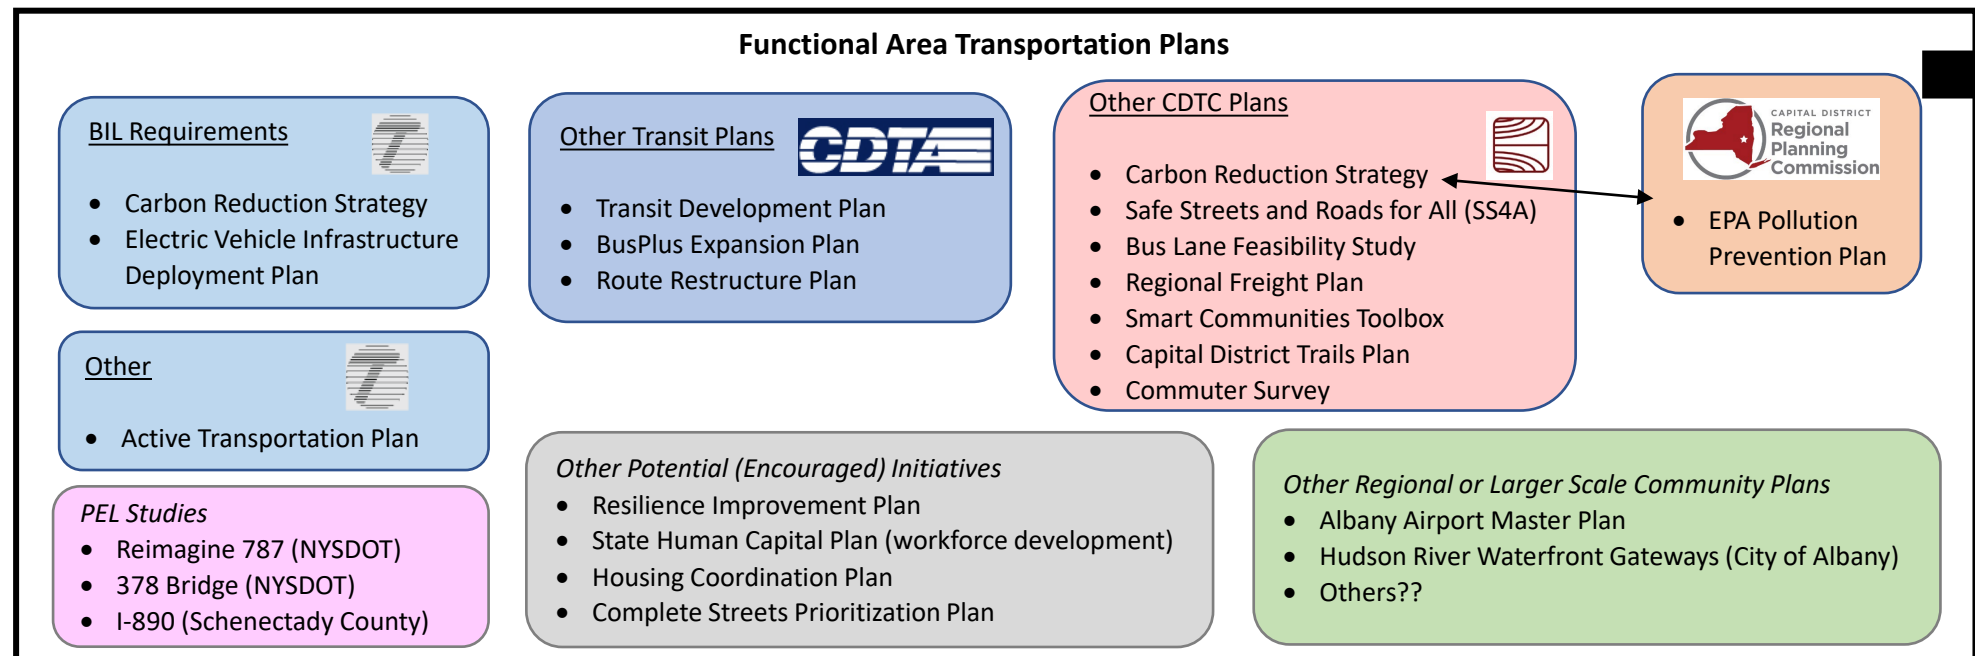 Functional Area Transportation Plans
BIL Requirements
• Carbon Reduction Strategy
• Electric Vehicle Infrastructure
Deployment Plan
Other
• Active Transportation Plan
PEL Studies
• Reimagine 787 (NYSDOT)
• 378 Bridge (NYSDOT)
• I-890 (Schenectady County)
Other Transit Plans
CDTA
• Transit Development Plan
• BusPlus Expansion Plan
• Route Restructure Plan
Other CDTC Plans
• Carbon Reduction Strategy
• Safe Streets and Roads for All (SS4A)
• Bus Lane Feasibility Study
• Regional Freight Plan
• Smart Communities Toolbox
• Capital District Trails Plan
• Commuter Survey
CAPITAL DISTRICT
Regional
Planning
Commission
• EPA Pollution
Prevention Plan
Other Potential (Encouraged) Initiatives
• Resilience Improvement Plan
• State Human Capital Plan (workforce development)
• Housing Coordination Plan
• Complete Streets Prioritization Plan
Other Regional or Larger Scale Community Plans
• Albany Airport Master Plan
• Hudson River Waterfront Gateways (City of Albany)
• Others??